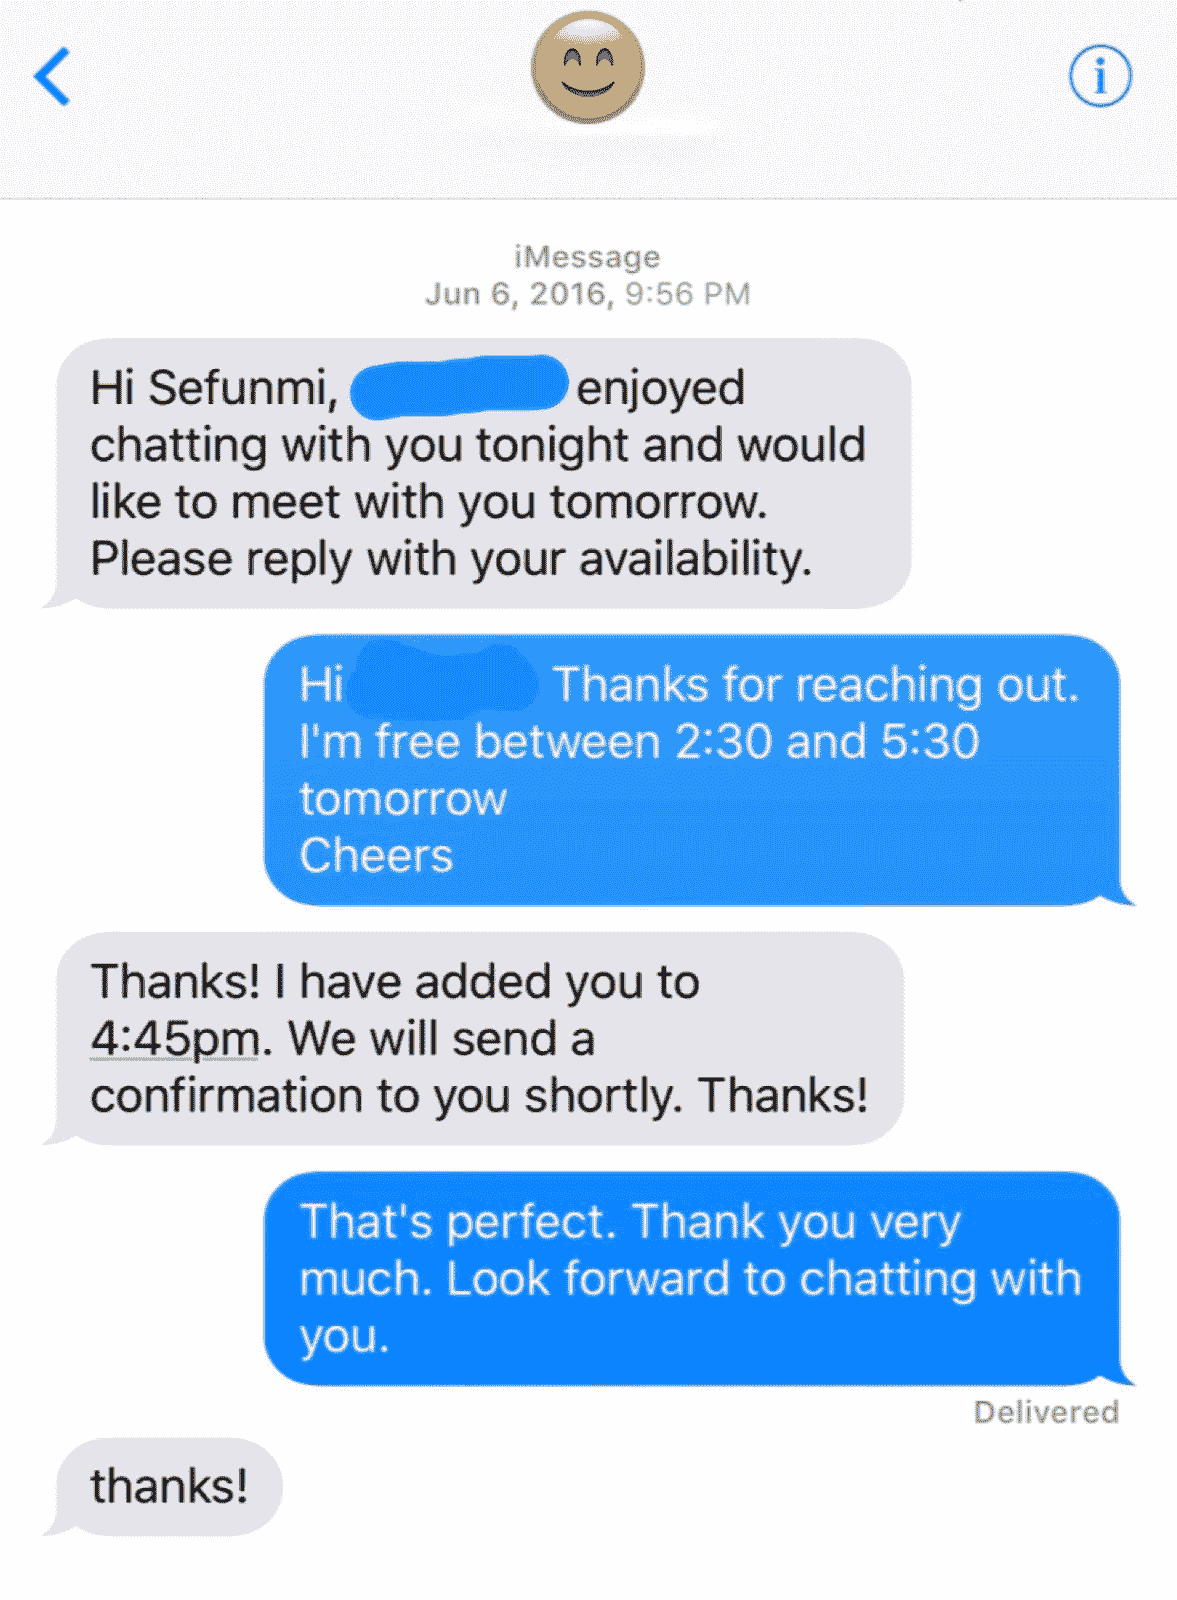 iMessage
Jun 6, 2016, 9:56 PM
Hi Sefunmi, enjoyed
chatting with you tonight and would
like to meet with you tomorrow.
Please reply with your availability.
Hi Thanks for reaching out.
I'm free between 2:30 and 5:30
tomorrow
Cheers
Thanks! I have added you to
4:45pm. We will send a
confirmation to you shortly. Thanks!
That's perfect. Thank you very
much. Look forward to chatting with
you.
Delivered
thanks!